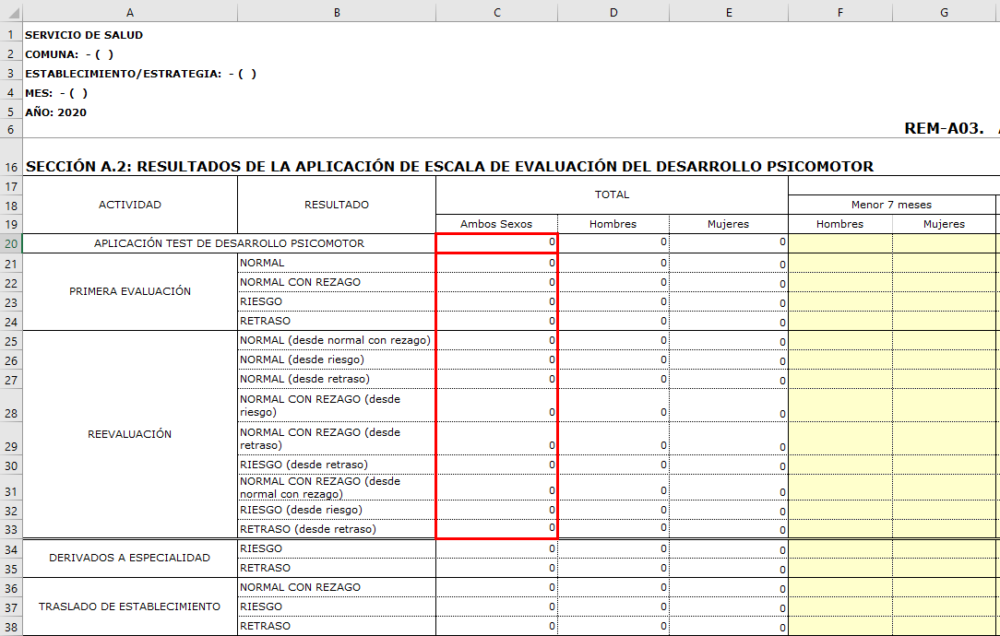 A B C D E F G
1 SERVICIO DE SALUD
2 COMUNA: - ( )
3 ESTABLECIMIENTO/ESTRATEGIA: - ( )
4 MES: - ( )
5 AÑO: 2020
6 REM-A03.
16 SECCIÓN A.2: RESULTADOS DE LA APLICACIÓN DE ESCALA DE EVALUACIÓN DEL DESARROLLO PSICOMOTOR
17
18 ACTIVIDAD RESULTADO TOTAL Menor 7 meses
19 Ambos Sexos Hombres Mujeres Hombres Mujeres
20 APLICACIÓN TEST DE DESARROLLO PSICOMOTOR 0 0 0
21 NORMAL 0 0 0
22 PRIMERA EVALUACIÓN NORMAL CON REZAGO 0 0 0
23 RIESGO 0 0 0
24 RETRASO 0 0 0
25 NORMAL (desde normal con rezago) 0 0 0
26 NORMAL (desde riesgo) 0 0 0
27 NORMAL (desde retraso) 0 0 0
NORMAL CON REZAGO (desde
28 riesgo) 0 0 0
REEVALUACIÓN NORMAL CON REZAGO (desde
29 retraso) 0 0 0
30 RIESGO (desde retraso) 0 0 0
NORMAL CON REZAGO (desde
31 normal con rezago) 0 0 0
32 RIESGO (desde riesgo) 0 0 0
33 RETRASO (desde retraso) 0 0 0
34 DERIVADOS A ESPECIALIDAD RIESGO 0 0 0
35 RETRASO 0 0 0
36 NORMAL CON REZAGO 0 0 0
37 TRASLADO DE ESTABLECIMIENTO RIESGO 0 0 0
38 RETRASO 0 0 0